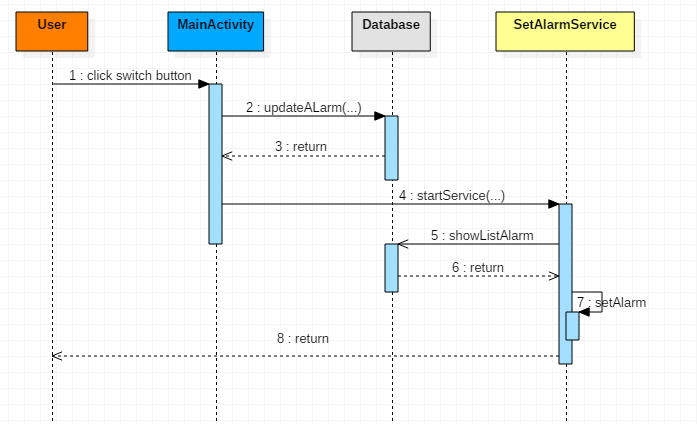 User
MainActivity
Database
SetAlarmService
1 : click switch button
2 : updateALarm(...)
3 : return
4 : startService(...)
5 : showListAlarm
6 : return
7 : setAlarm
8 : return